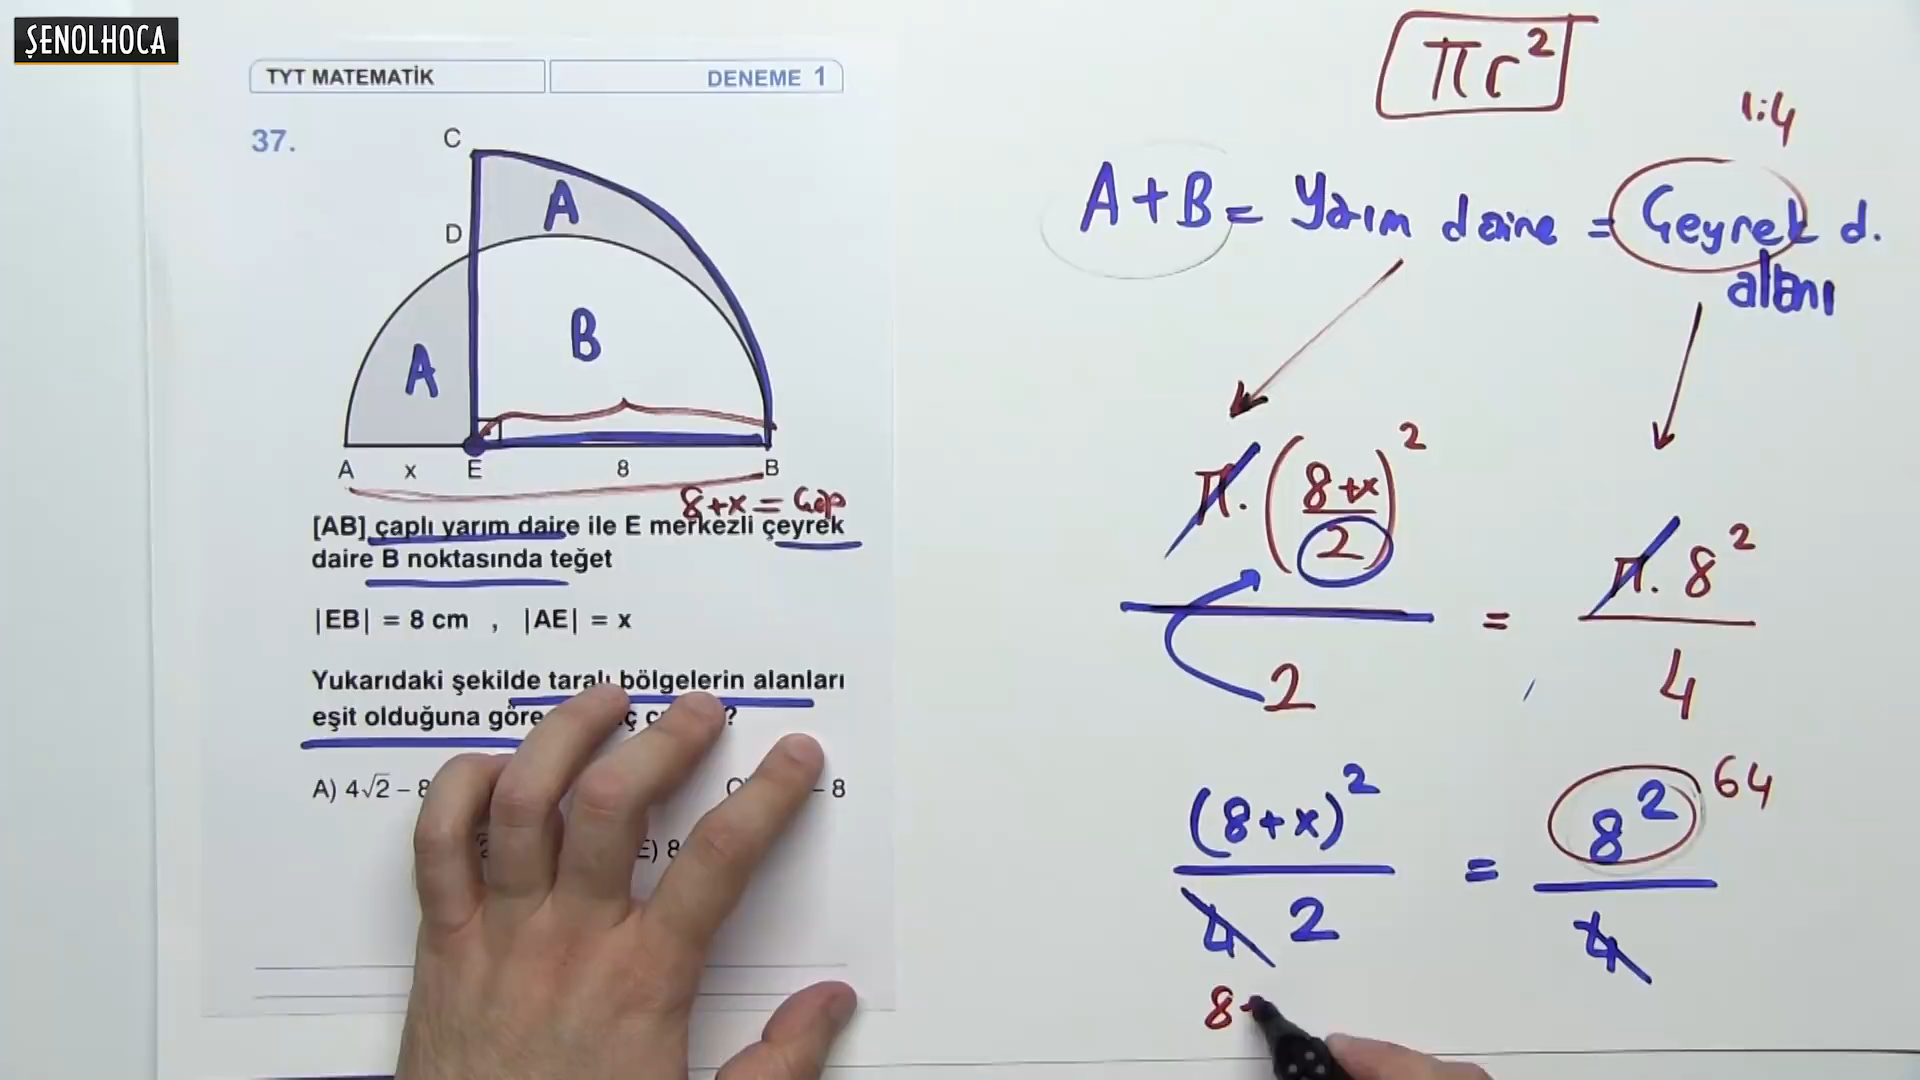 ŞENOLHOCA
TYT MATEMATİK
DENEME 1
37.
C
D
A
B
A
A x E 8 B
8+x = Çap
[AB] çaplı yarım daire ile E merkezli çeyrek
daire B noktasında teğet
|EB| = 8 cm , |AE| = x
Yukarıdaki şekilde taralı bölgelerin alanları
eşit olduğuna göre ?
A) 4√2 – 8
– 8
E) 8
πr²
1:4
A+B = Yarım daire = Çeyrek d.
alanı
π. (8+x / 2)² / 2 = π. 8² / 4
(8+x)² / 4 2 = 8² / 4
64
8